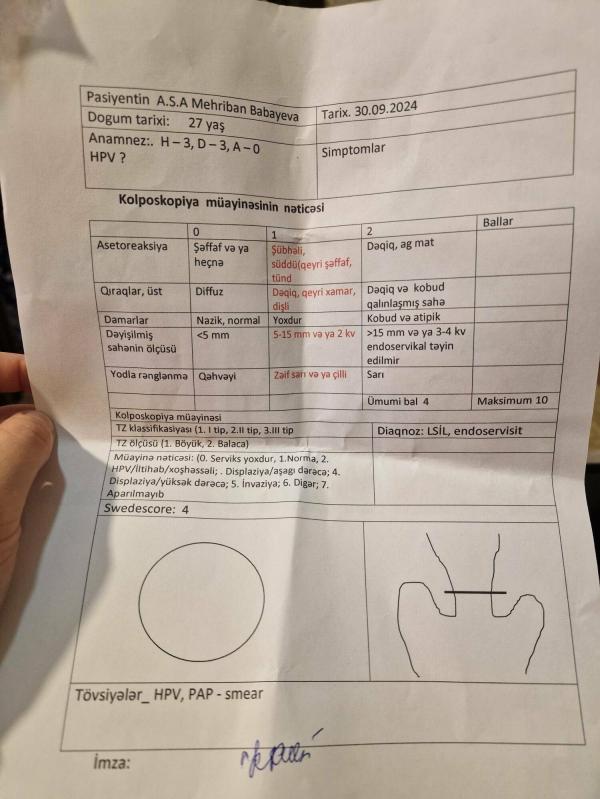 Pasiyentin A.S.A Mehriban Babayeva
Dogum tarixi: 27 yaş
Tarix. 30.09.2024
Anamnez:. H – 3, D – 3, A – 0
HPV ?
Simptomlar
Kolposkopiya müayinəsinin nəticəsi
0 1 2 Ballar
Asetoreaksiya
Şəffaf və ya
heçnə
Şübhəli,
süddü(qeyri şəffaf,
tünd
Dəqiq, ag mat
Qıraqlar, üst
Diffuz
Dəqiq, qeyri xamar,
dişli
Dəqiq və kobud
qalınlaşmış sahə
Damarlar
Nazik, normal
Yoxdur
Kobud və atipik
Dəyişilmiş
sahənin ölçüsü
<5 mm
5-15 mm və ya 2 kv
>15 mm və ya 3-4 kv
endoservikal təyin
edilmir
Yodla rənglənmə
Qəhvəyi
Zəif sarı və ya çilli
Sarı
Ümumi bal 4
Maksimum 10
Kolposkopiya müayinəsi
TZ klassifikasiyası (1. I tip, 2.II tip, 3.III tip
Diaqnoz: LSİL, endoservisit
TZ ölçüsü (1. Böyük, 2. Balaca)
Müayinə nəticəsi: (0. Serviks yoxdur, 1.Norma, 2.
HPV/İltihab/xoşhəssəli; . Displaziya/aşagı dərəcə; 4.
Displaziya/yüksək dərəcə; 5. İnvaziya; 6. Digər; 7.
Aparılmayıb
Swedescore: 4
Tövsiyələr_ HPV, PAP - smear
İmza: